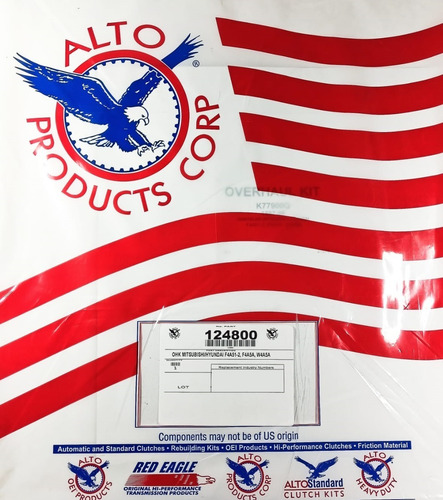 ALTO
PRODUCTS CORP
®
OVERHAUL KIT
124800
OHK MITSUBISHI/HYUNDAI F4A51-2, F4A5A, W4A5A
Replacement Industry Numbers
LOT
Components may not be of US origin
Automatic and Standard Clutches • Rebuilding Kits • OEI Products • Hi-Performance Clutches • Friction Material
ALTO
OEI PRODUCTS
RED EAGLE
ORIGINAL HI-PERFORMANCE
TRANSMISSION PRODUCTS
ALTO
PRODUCTS CORP
ALTOStandard
CLUTCH KITS
ALTO
HEAVY DUTY